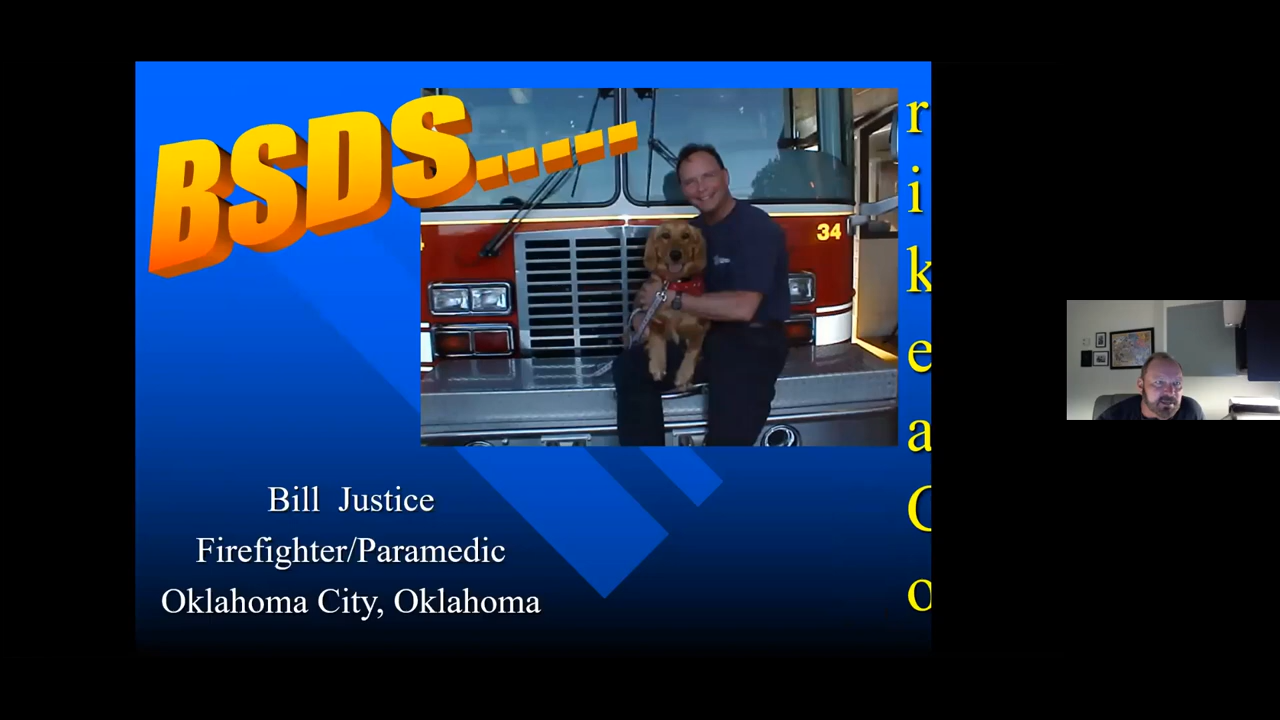 BSDS.....
34
Bill Justice
Firefighter/Paramedic
Oklahoma City, Oklahoma
r
i
k
e
a
C
o